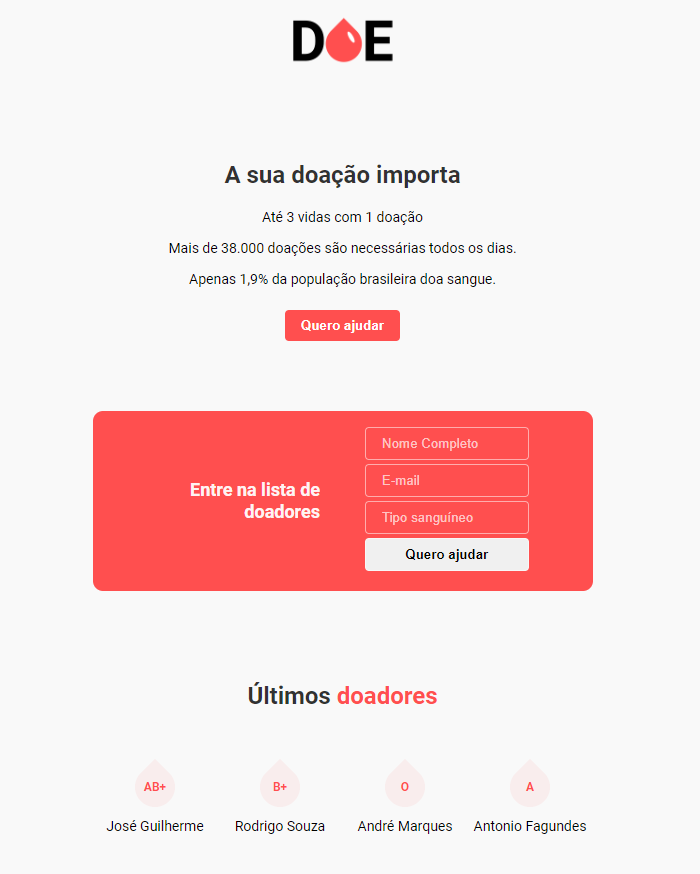 DOE
A sua doação importa
Até 3 vidas com 1 doação
Mais de 38.000 doações são necessárias todos os dias.
Apenas 1,9% da população brasileira doa sangue.
Quero ajudar
Entre na lista de
doadores
Nome Completo
E-mail
Tipo sanguíneo
Quero ajudar
Últimos doadores
AB+
B+
O
A
José Guilherme
Rodrigo Souza
André Marques
Antonio Fagundes